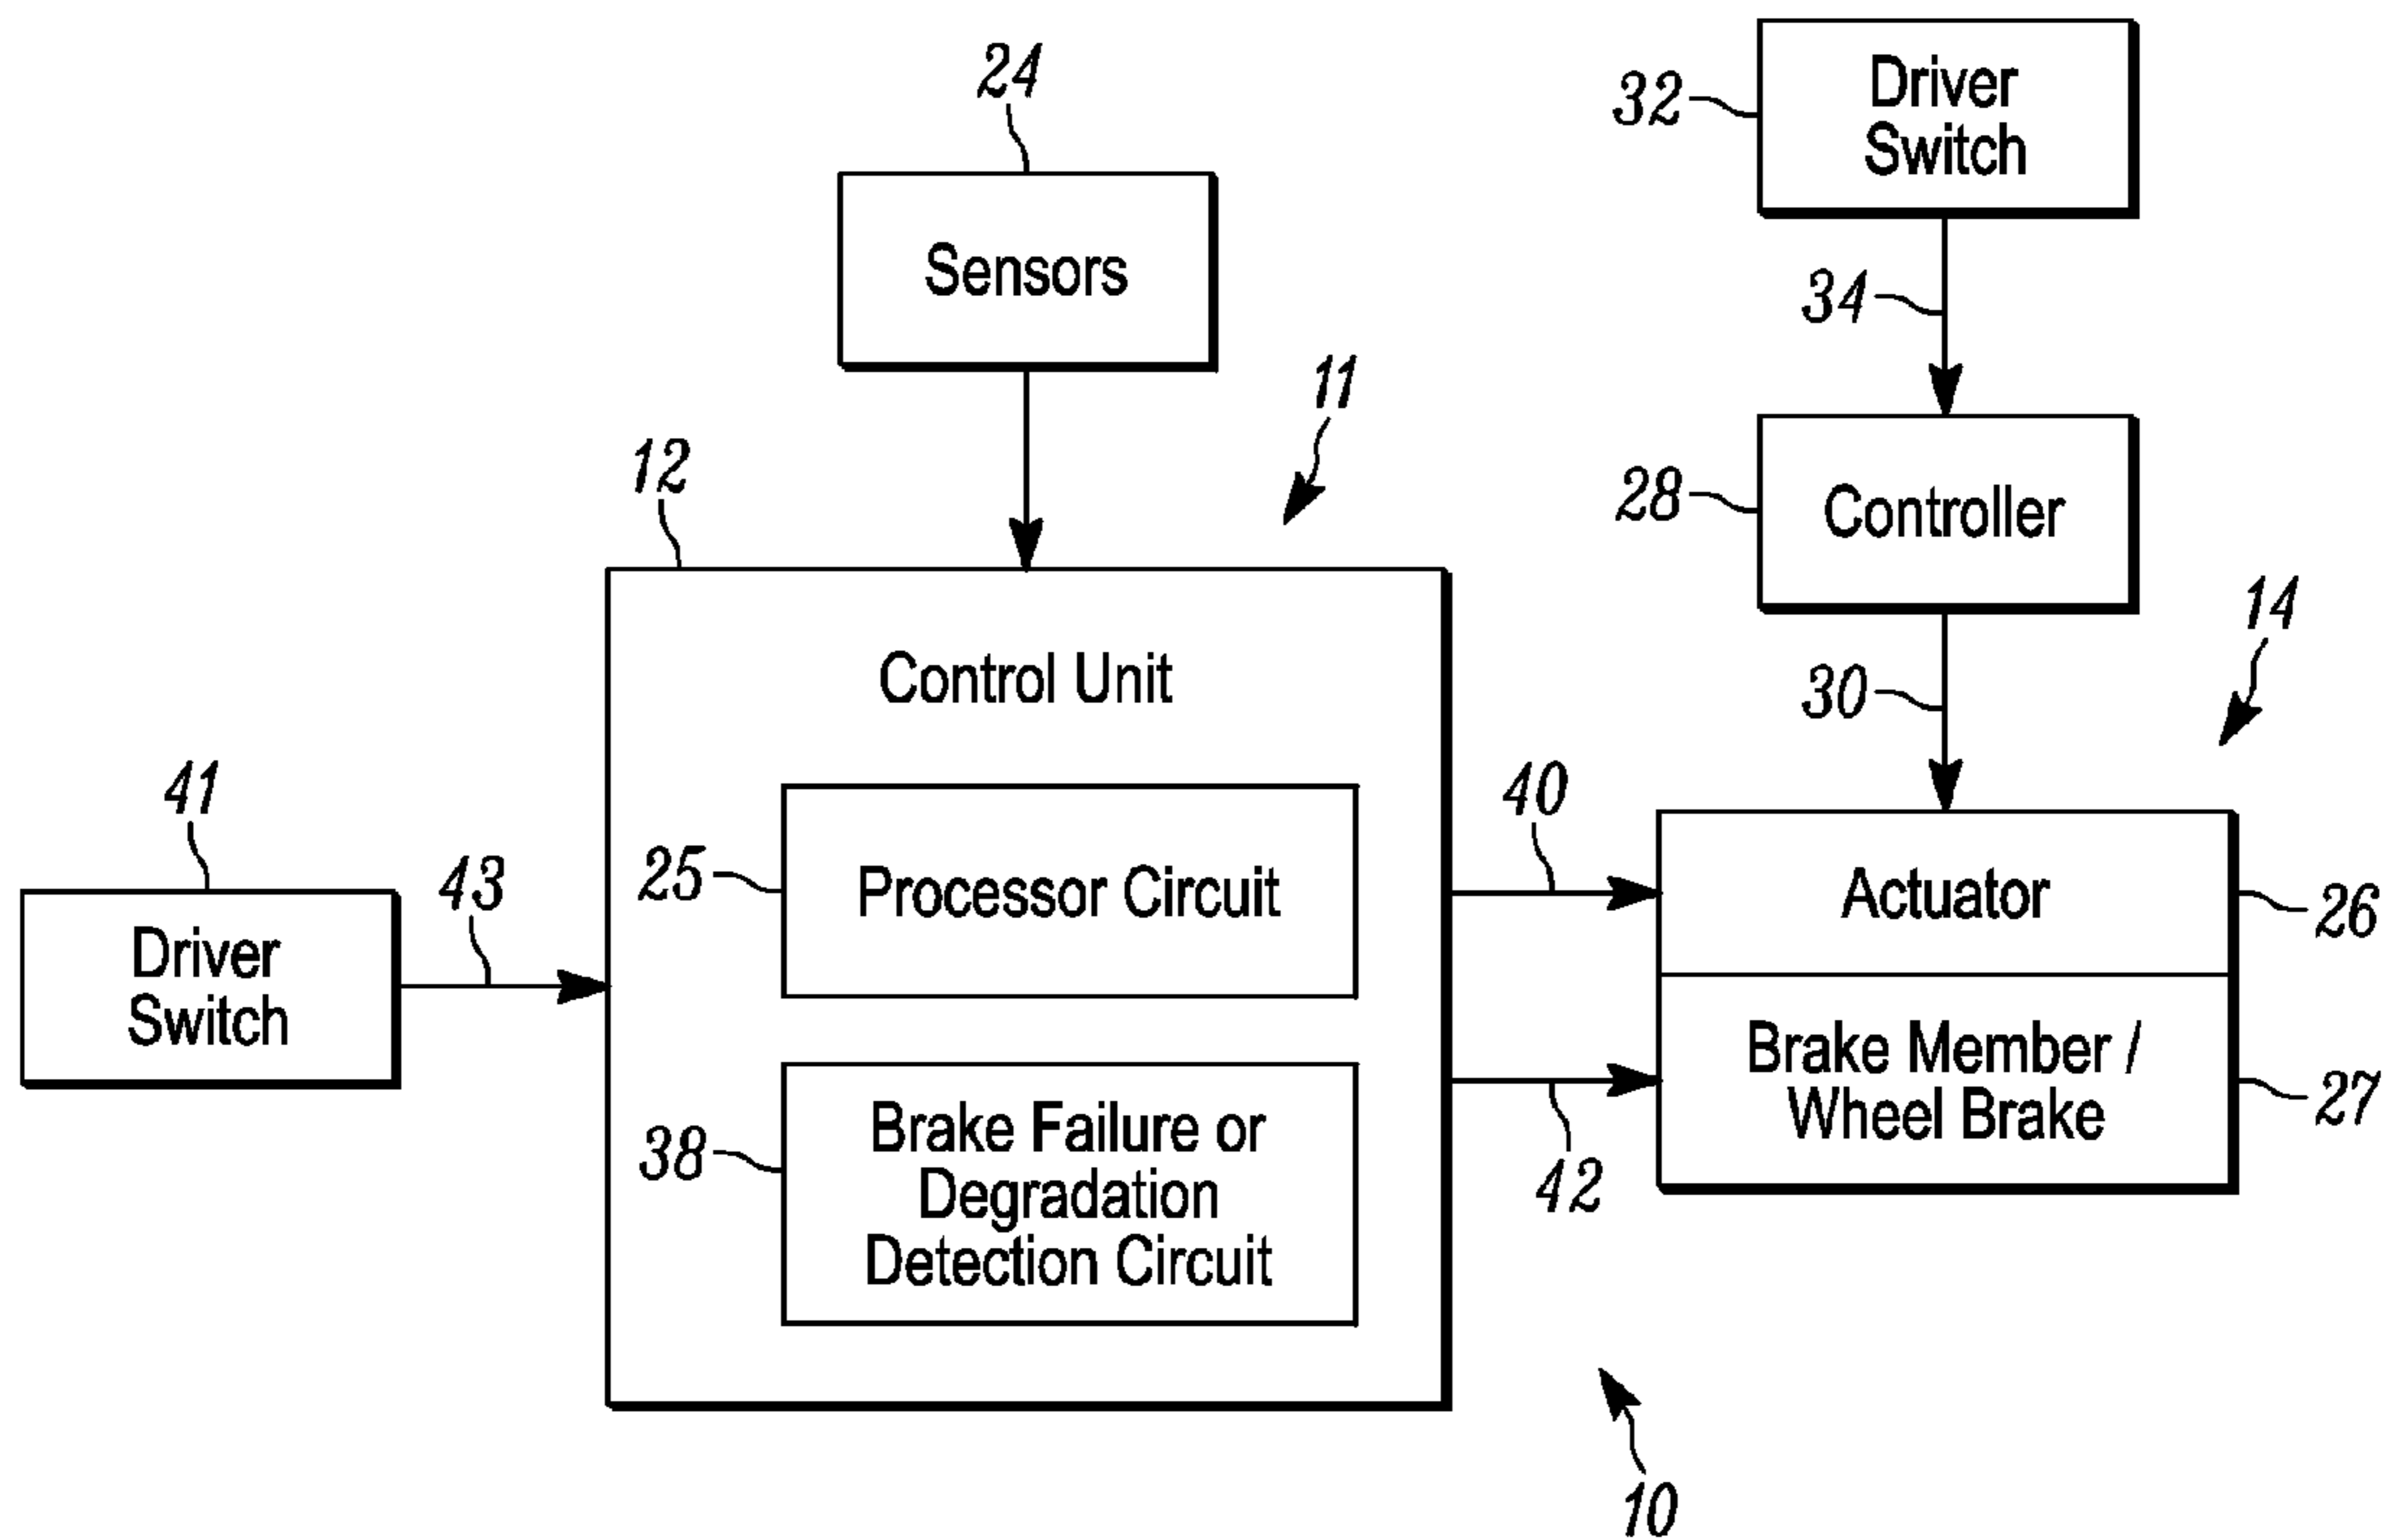 24
Sensors
32
Driver
Switch
34
11
12
28
Controller
14
30
Control Unit
41
43
Driver
Switch
25
Processor Circuit
40
Actuator
26
38
Brake Failure or
Degradation
Detection Circuit
42
Brake Member /
Wheel Brake
27
10